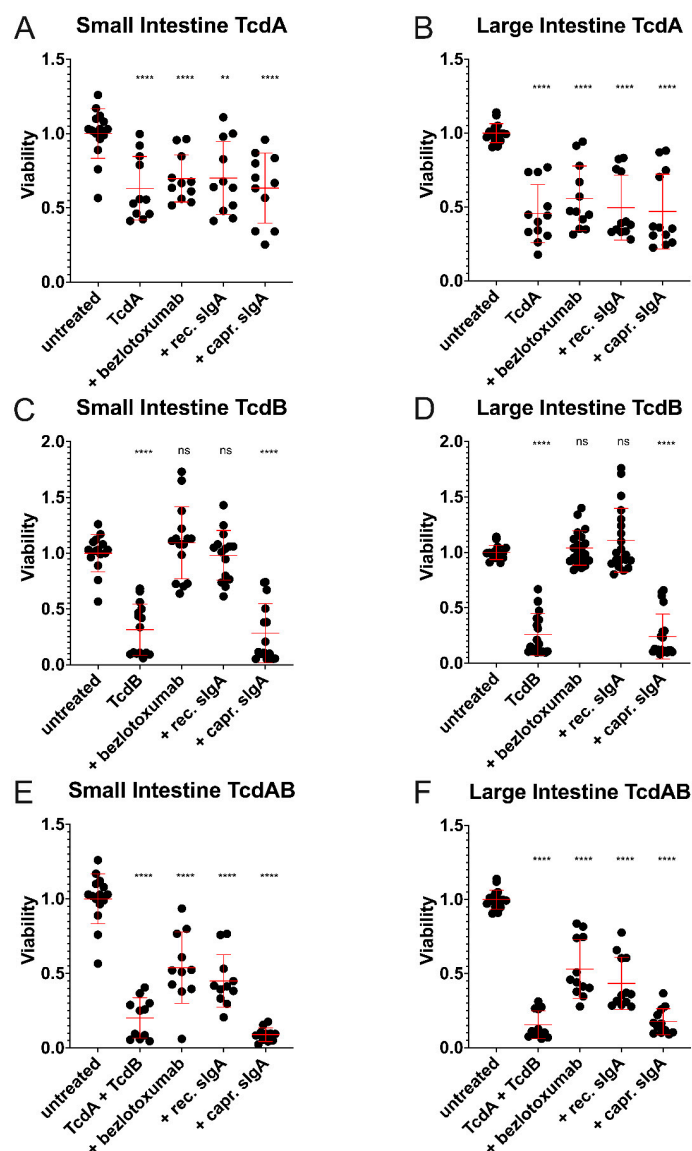 A Small Intestine TcdA
Viability
1.5
1.0
0.5
0.0
**** **** ** ****
untreated
TcdA
+ bezlotoxumab
+ rec. sIgA
+ capr. sIgA
B Large Intestine TcdA
Viability
1.5
1.0
0.5
0.0
**** **** **** ****
untreated
TcdA
+ bezlotoxumab
+ rec. sIgA
+ capr. sIgA
C Small Intestine TcdB
Viability
2.0
1.5
1.0
0.5
0.0
**** ns ns ****
untreated
TcdB
+ bezlotoxumab
+ rec. sIgA
+ capr. sIgA
D Large Intestine TcdB
Viability
2.0
1.5
1.0
0.5
0.0
**** ns ns ****
untreated
TcdB
+ bezlotoxumab
+ rec. sIgA
+ capr. sIgA
E Small Intestine TcdAB
Viability
1.5
1.0
0.5
0.0
**** **** **** ****
untreated
TcdA + TcdB
+ bezlotoxumab
+ rec. sIgA
+ capr. sIgA
F Large Intestine TcdAB
Viability
1.5
1.0
0.5
0.0
**** **** **** ****
untreated
TcdA + TcdB
+ bezlotoxumab
+ rec. sIgA
+ capr. sIgA